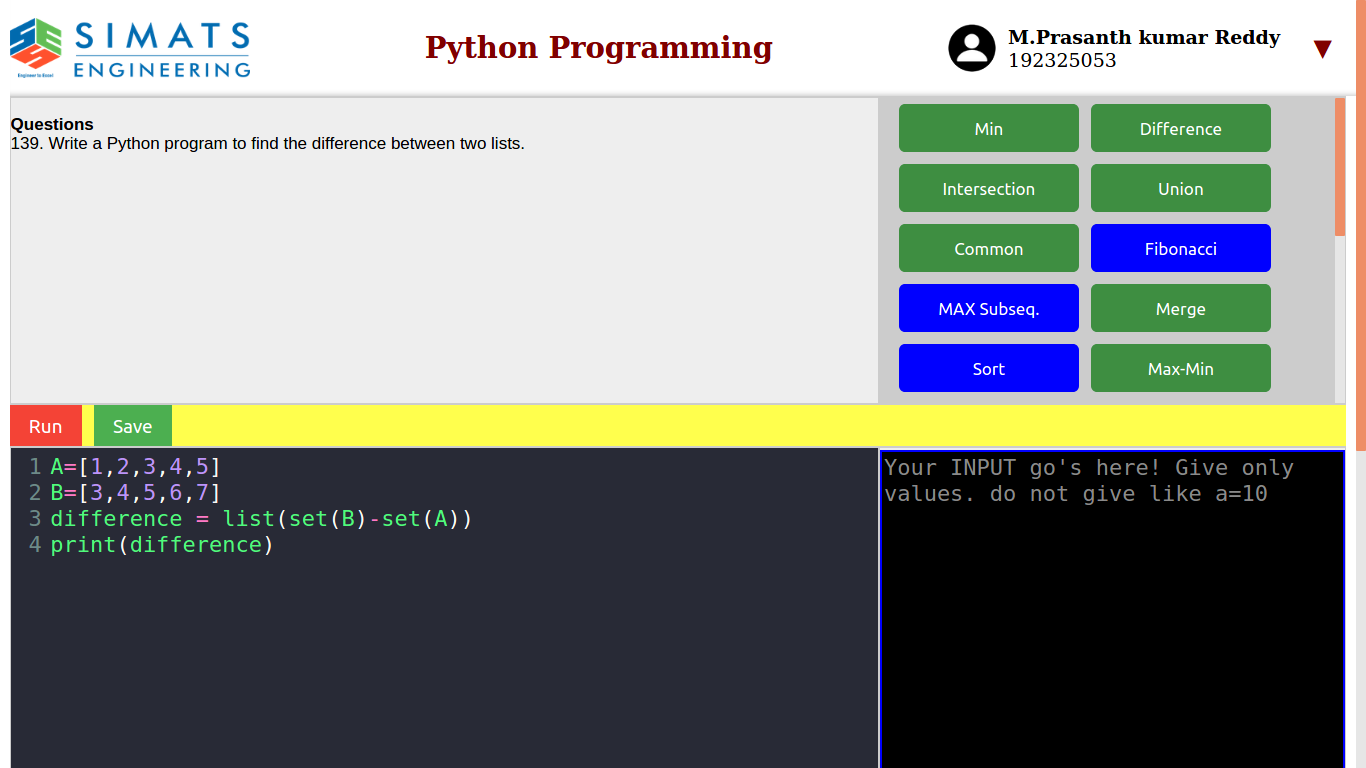 SIMATS
ENGINEERING
Engineer to Excel
Python Programming
M.Prasanth kumar Reddy
192325053
▼
Questions
139. Write a Python program to find the difference between two lists.
Min
Difference
Intersection
Union
Common
Fibonacci
MAX Subseq.
Merge
Sort
Max-Min
Run
Save
1 A=[1,2,3,4,5]
2 B=[3,4,5,6,7]
3 difference = list(set(B)-set(A))
4 print(difference)
Your INPUT go's here! Give only
values. do not give like a=10